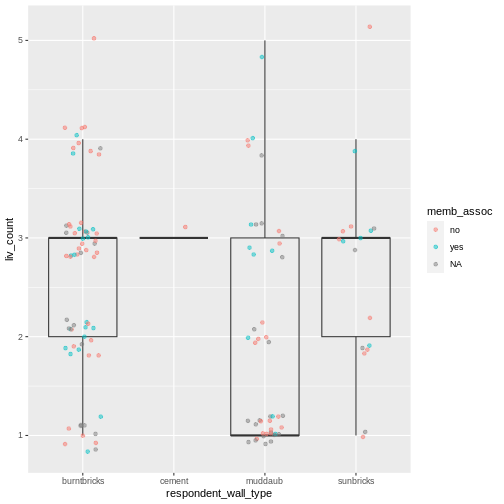 5
4
3
2
1
liv_count
burntbricks cement muddaub sunbricks
respondent_wall_type
memb_assoc
no
yes
NA